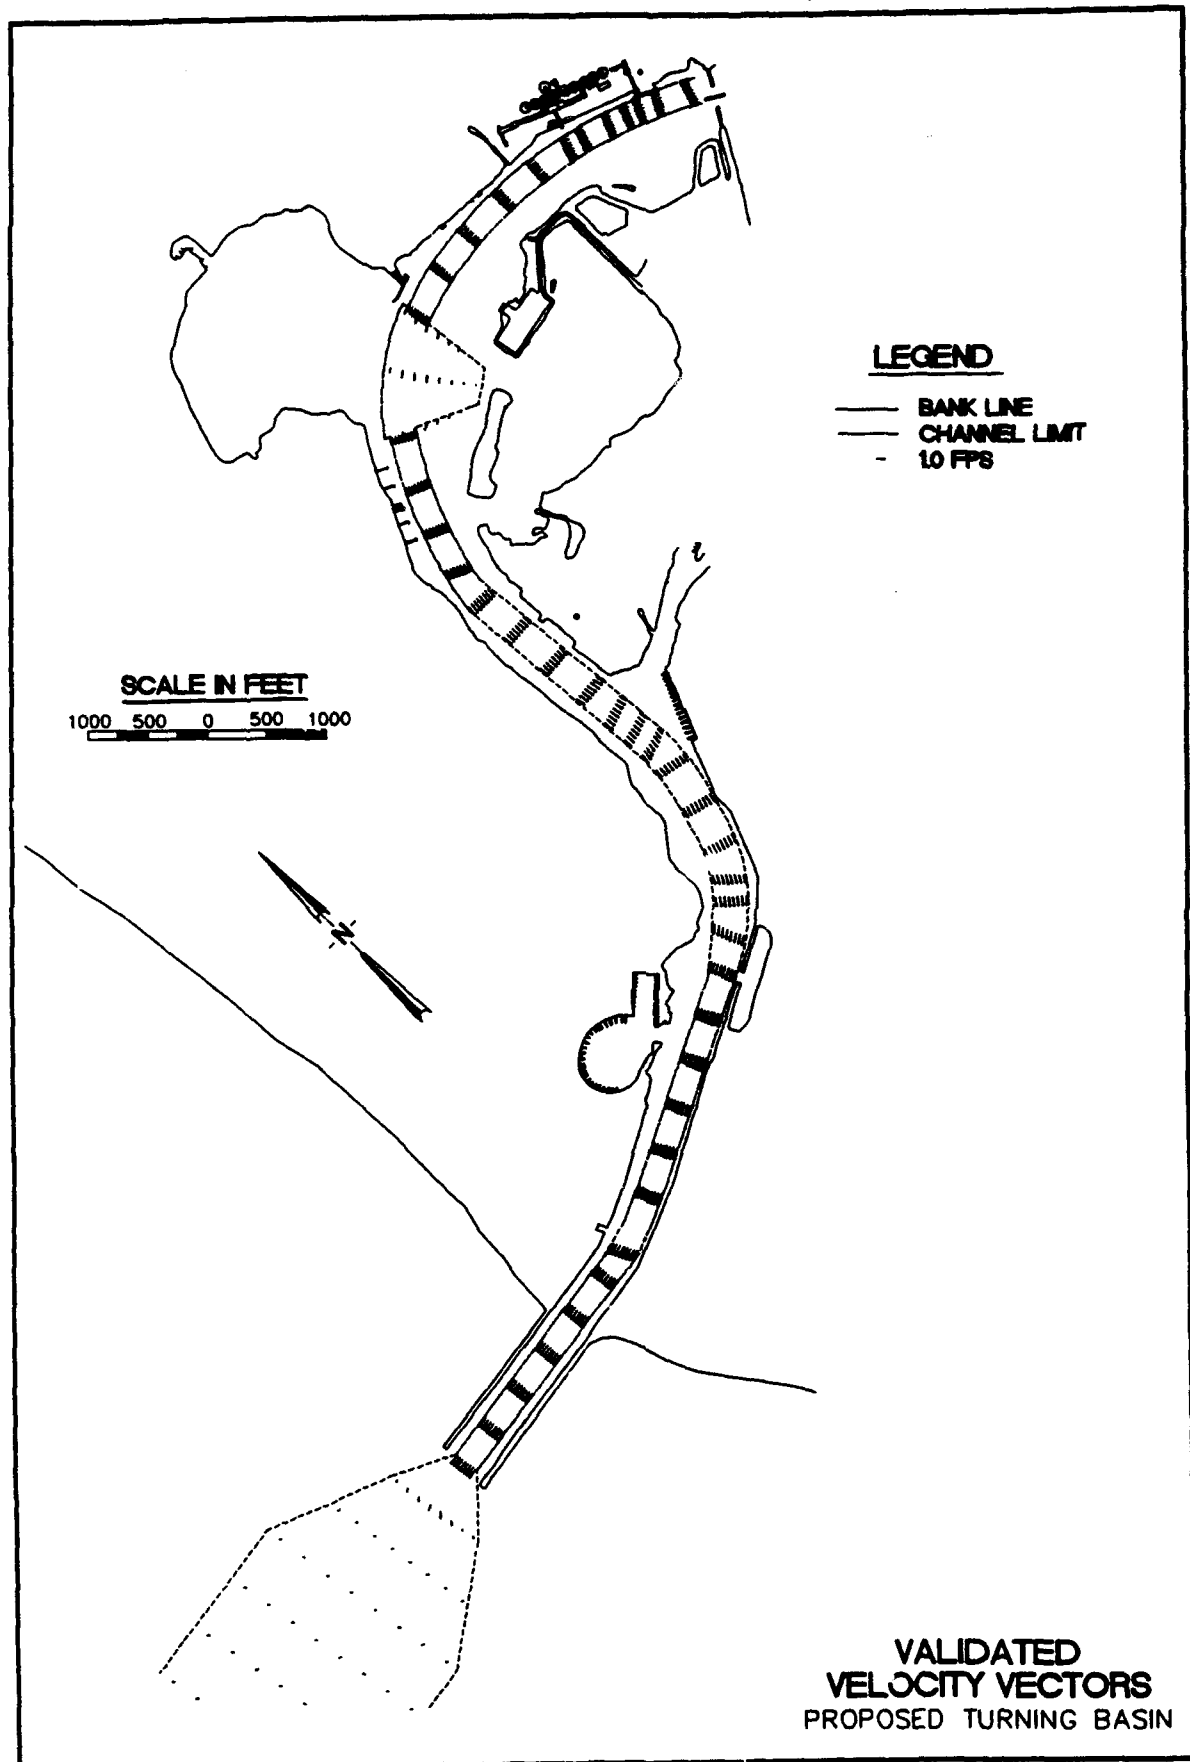 LEGEND
BANK LINE
CHANNEL LIMIT
1.0 FPS
SCALE IN FEET
1000 500 0 500 1000
N
VALIDATED
VELOCITY VECTORS
PROPOSED TURNING BASIN